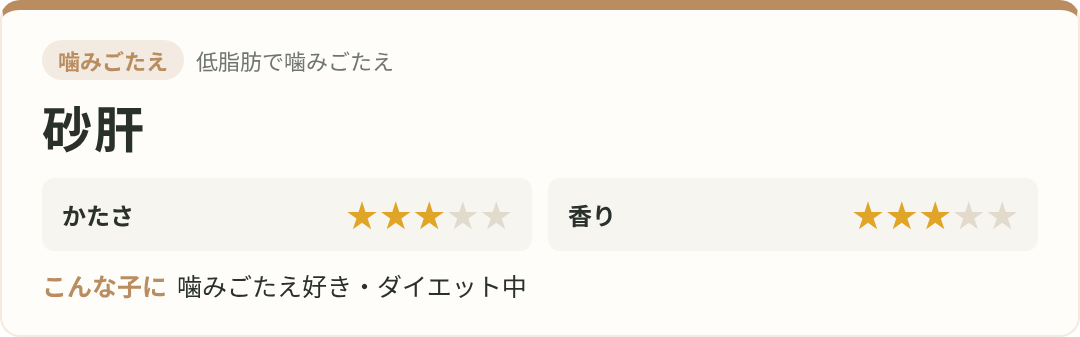 噛みごたえ 低脂肪で噛みごたえ
砂肝
かたさ ★★★★★ 香り ★★★★★
こんな子に 噛みごたえ好き・ダイエット中